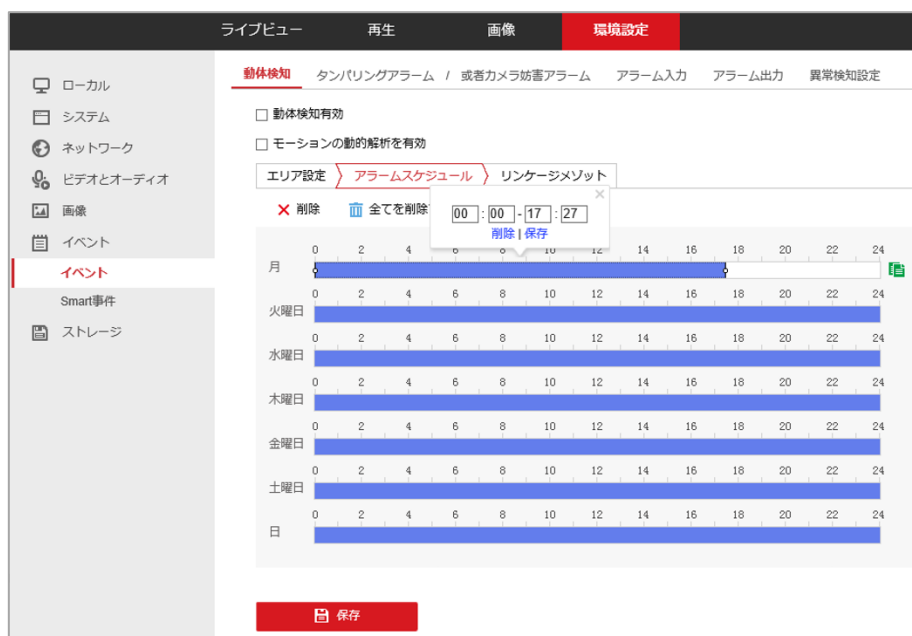 ライブビュー 再生 画像 環境設定
ローカル
システム
ネットワーク
ビデオとオーディオ
画像
イベント
イベント
Smart事件
ストレージ
動体検知 タンパリングアラーム / 或者カメラ妨害アラーム アラーム入力 アラーム出力 異常検知設定
動体検知有効
モーションの動的解析を有効
エリア設定 アラームスケジュール リンケージメゾット
削除 全てを削除
00 : 00 - 17 : 27
削除 | 保存
0 2 4 6 8 10 12 14 16 18 20 22 24
月
0 2 4 6 8 10 12 14 16 18 20 22 24
火曜日
0 2 4 6 8 10 12 14 16 18 20 22 24
水曜日
0 2 4 6 8 10 12 14 16 18 20 22 24
木曜日
0 2 4 6 8 10 12 14 16 18 20 22 24
金曜日
0 2 4 6 8 10 12 14 16 18 20 22 24
土曜日
0 2 4 6 8 10 12 14 16 18 20 22 24
日
保存